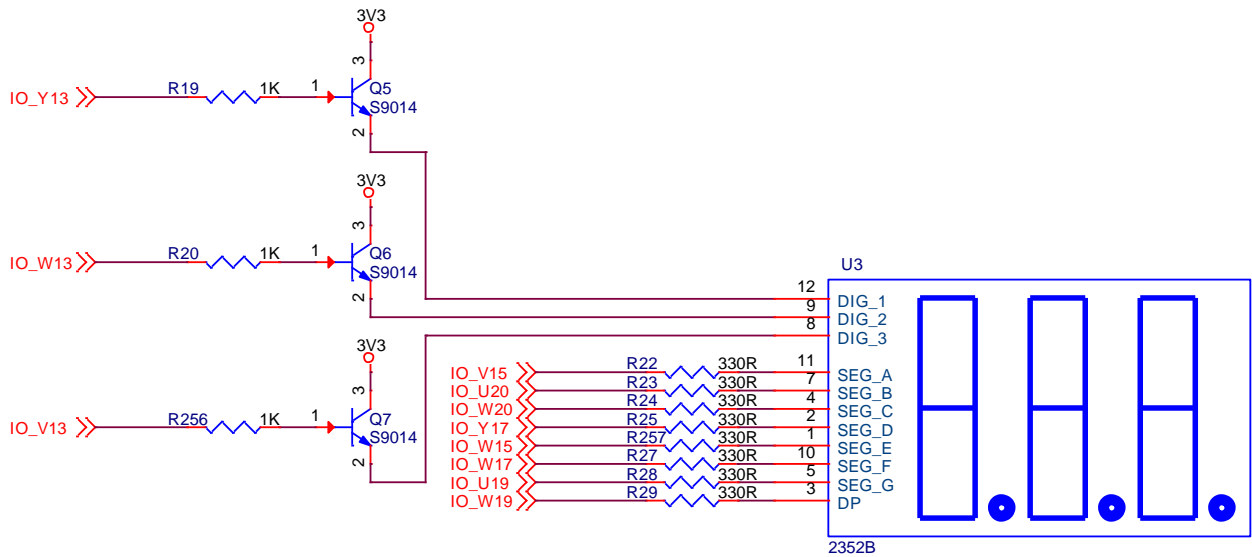 3V3
3
IO_Y13 R19 1K 1 Q5
S9014
2
3V3
3
IO_W13 R20 1K 1 Q6
S9014
2
3V3
3
IO_V13 R256 1K 1 Q7
S9014
2
U3
12 DIG_1
9 DIG_2
8 DIG_3
IO_V15 R22 330R 11 SEG_A
IO_U20 R23 330R 7 SEG_B
IO_W20 R24 330R 4 SEG_C
IO_Y17 R25 330R 2 SEG_D
IO_W15 R257 330R 1 SEG_E
IO_W17 R27 330R 10 SEG_F
IO_U19 R28 330R 5 SEG_G
IO_W19 R29 330R 3 DP
2352B